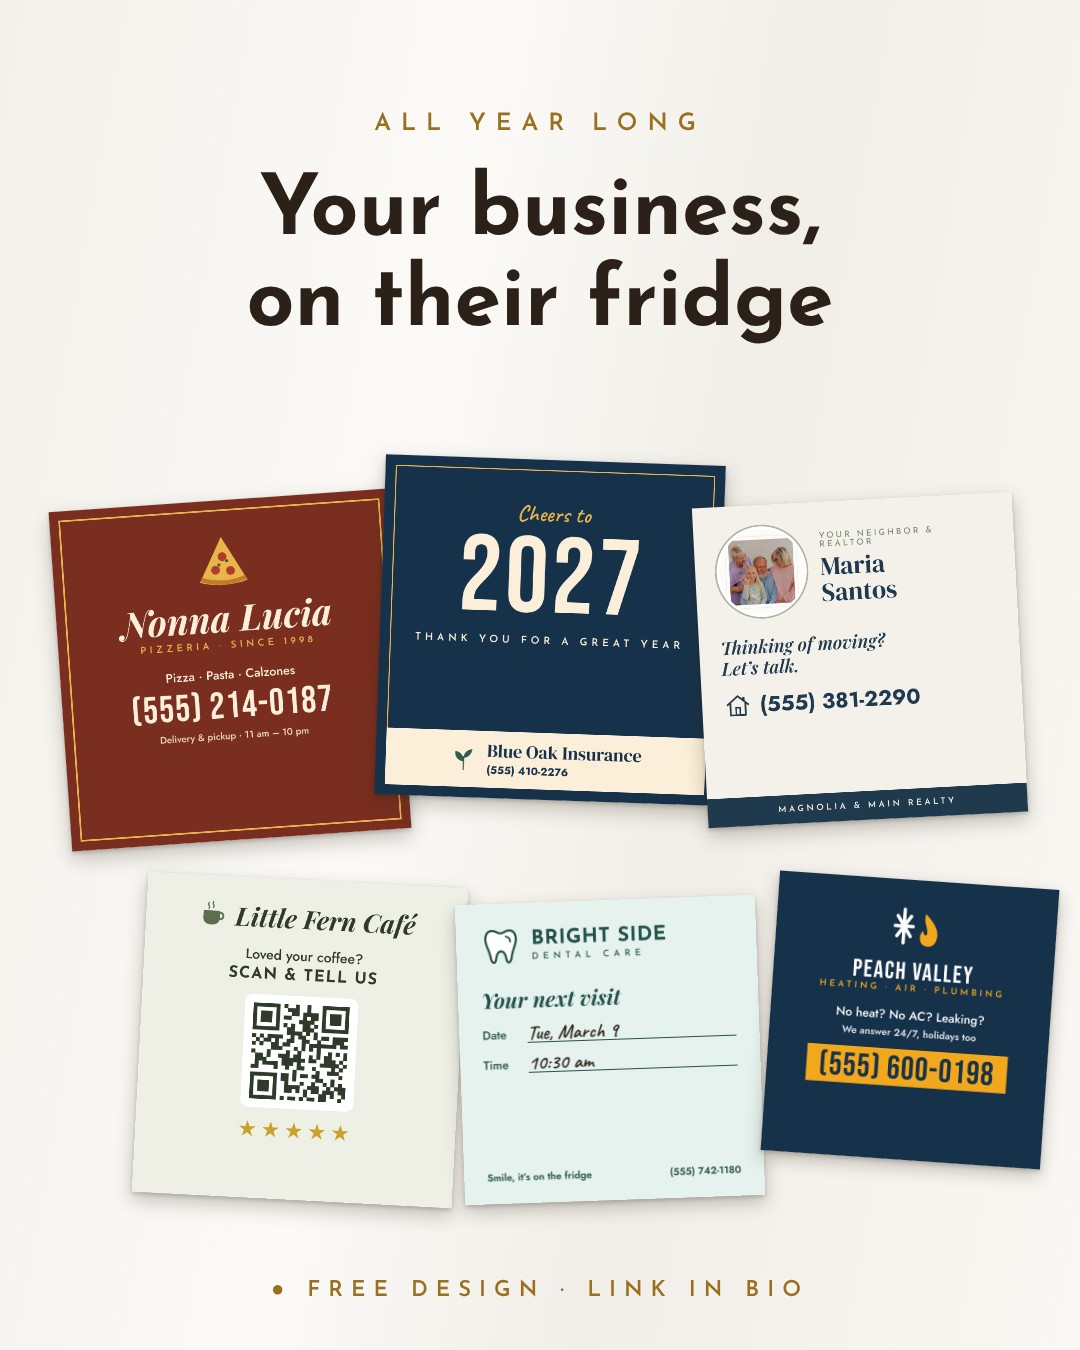 ALL YEAR LONG
Your business,
on their fridge
Nonna Lucia
PIZZERIA · SINCE 1998
Pizza · Pasta · Calzones
(555) 214-0187
Delivery & pickup · 11 am – 10 pm
Cheers to
2027
THANK YOU FOR A GREAT YEAR
Blue Oak Insurance
(555) 410-2276
YOUR NEIGHBOR &
REALTOR
Maria
Santos
Thinking of moving?
Let's talk.
(555) 381-2290
MAGNOLIA & MAIN REALTY
Little Fern Café
Loved your coffee?
SCAN & TELL US
BRIGHT SIDE
DENTAL CARE
Your next visit
Date Tue, March 9
Time 10:30 am
Smile, it's on the fridge (555) 742-1180
PEACH VALLEY
HEATING · AIR · PLUMBING
No heat? No AC? Leaking?
We answer 24/7, holidays too
(555) 600-0198
• FREE DESIGN · LINK IN BIO